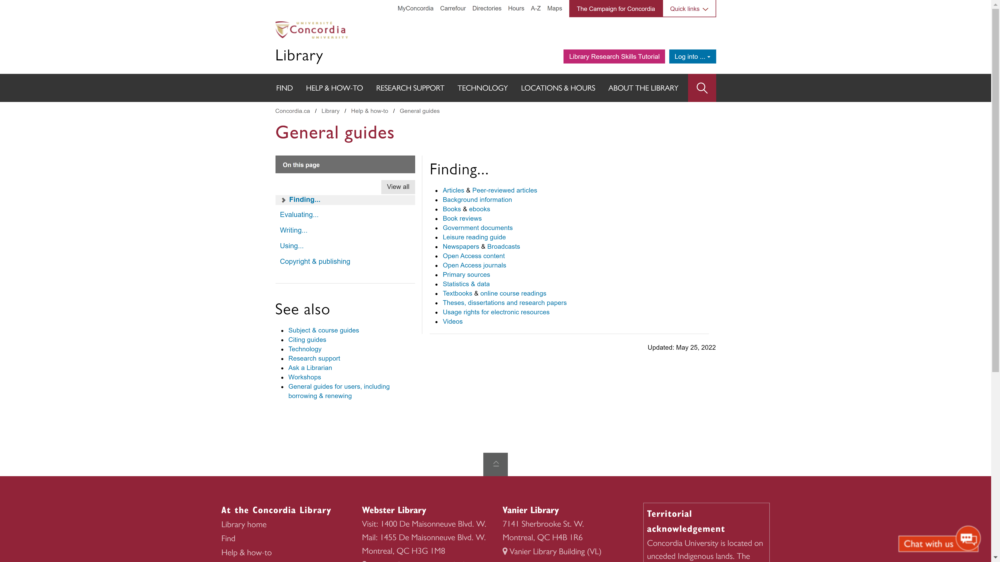 MyConcordia Carrefour Directories Hours A-Z Maps The Campaign for Concordia Quick links
UNIVERSITÉ
Concordia
UNIVERSITY
Library
Library Research Skills Tutorial Log into ...
FIND HELP & HOW-TO RESEARCH SUPPORT TECHNOLOGY LOCATIONS & HOURS ABOUT THE LIBRARY
Concordia.ca / Library / Help & how-to / General guides
General guides
On this page
View all
Finding...
Evaluating...
Writing...
Using...
Copyright & publishing
See also
Subject & course guides
Citing guides
Technology
Research support
Ask a Librarian
Workshops
General guides for users, including
borrowing & renewing
Finding...
Articles & Peer-reviewed articles
Background information
Books & ebooks
Book reviews
Government documents
Leisure reading guide
Newspapers & Broadcasts
Open Access content
Open Access journals
Primary sources
Statistics & data
Textbooks & online course readings
Theses, dissertations and research papers
Usage rights for electronic resources
Videos
Updated: May 25, 2022
At the Concordia Library
Library home
Find
Help & how-to
Webster Library
Visit: 1400 De Maisonneuve Blvd. W.
Mail: 1455 De Maisonneuve Blvd. W.
Montreal, QC H3G 1M8
Vanier Library
7141 Sherbrooke St. W.
Montreal, QC H4B 1R6
Vanier Library Building (VL)
Territorial
acknowledgement
Concordia University is located on
unceded Indigenous lands. The
Chat with us